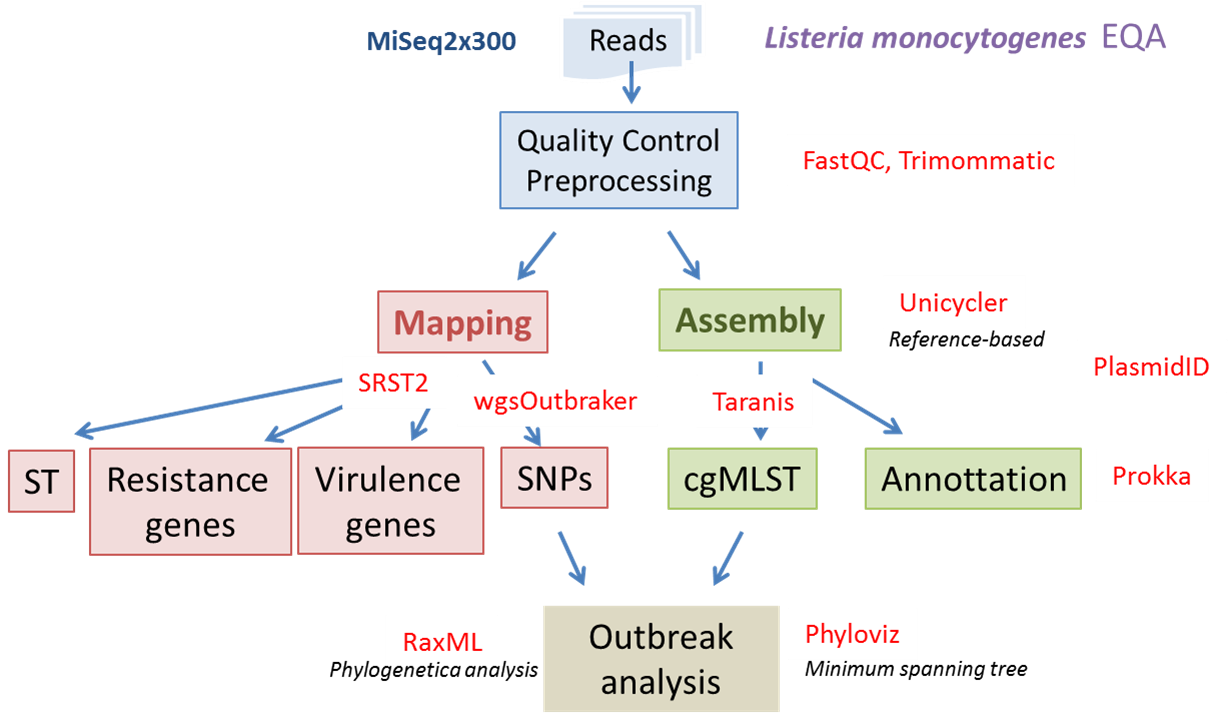 MiSeq2x300
Reads
Listeria monocytogenes EQA
Quality Control
Preprocessing
FastQC, Trimommatic
Mapping
Assembly
Unicycler
Reference-based
PlasmidID
SRST2
wgsOutbraker
Taranis
ST
Resistance
genes
Virulence
genes
SNPs
cgMLST
Annottation
Prokka
RaxML
Phylogenetica analysis
Outbreak
analysis
Phyloviz
Minimum spanning tree